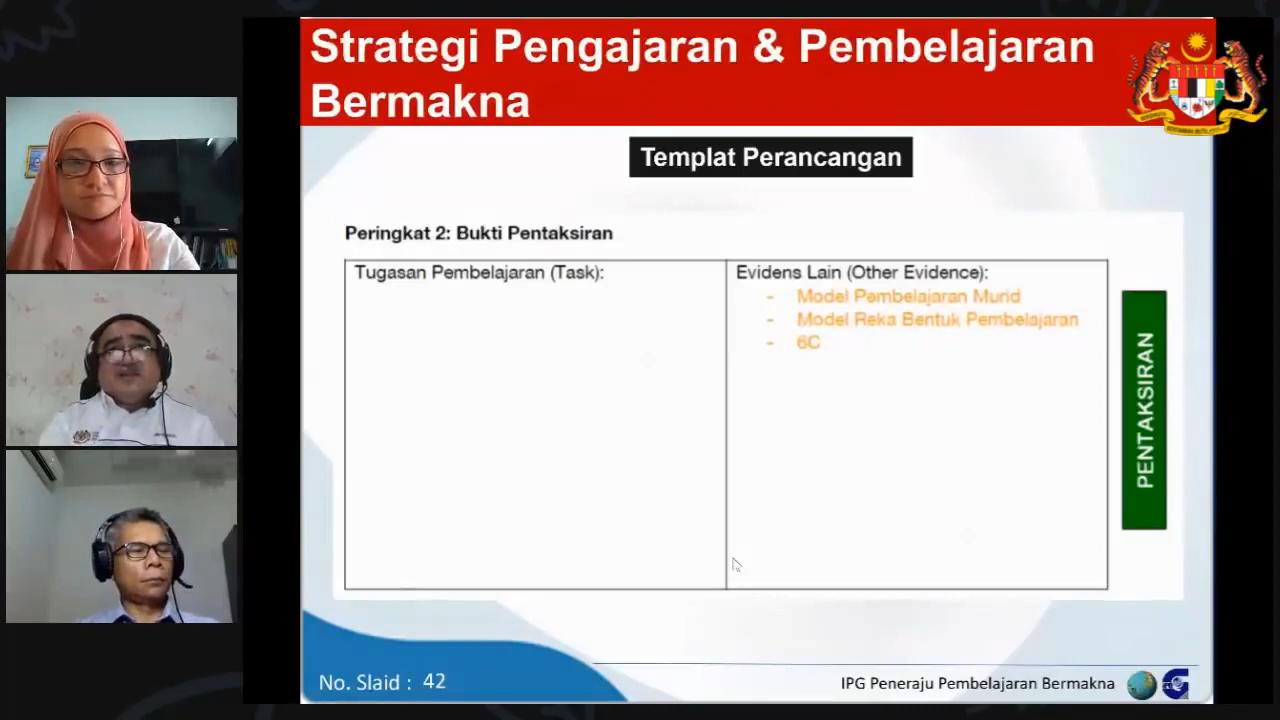 Strategi Pengajaran & Pembelajaran
Bermakna
Templat Perancangan
Peringkat 2: Bukti Pentaksiran
Tugasan Pembelajaran (Task):
Evidens Lain (Other Evidence):
- Model Pembelajaran Murid
- Model Reka Bentuk Pembelajaran
- 6C
PENTAKSIRAN
No. Slaid : 42
IPG Peneraju Pembelajaran Bermakna